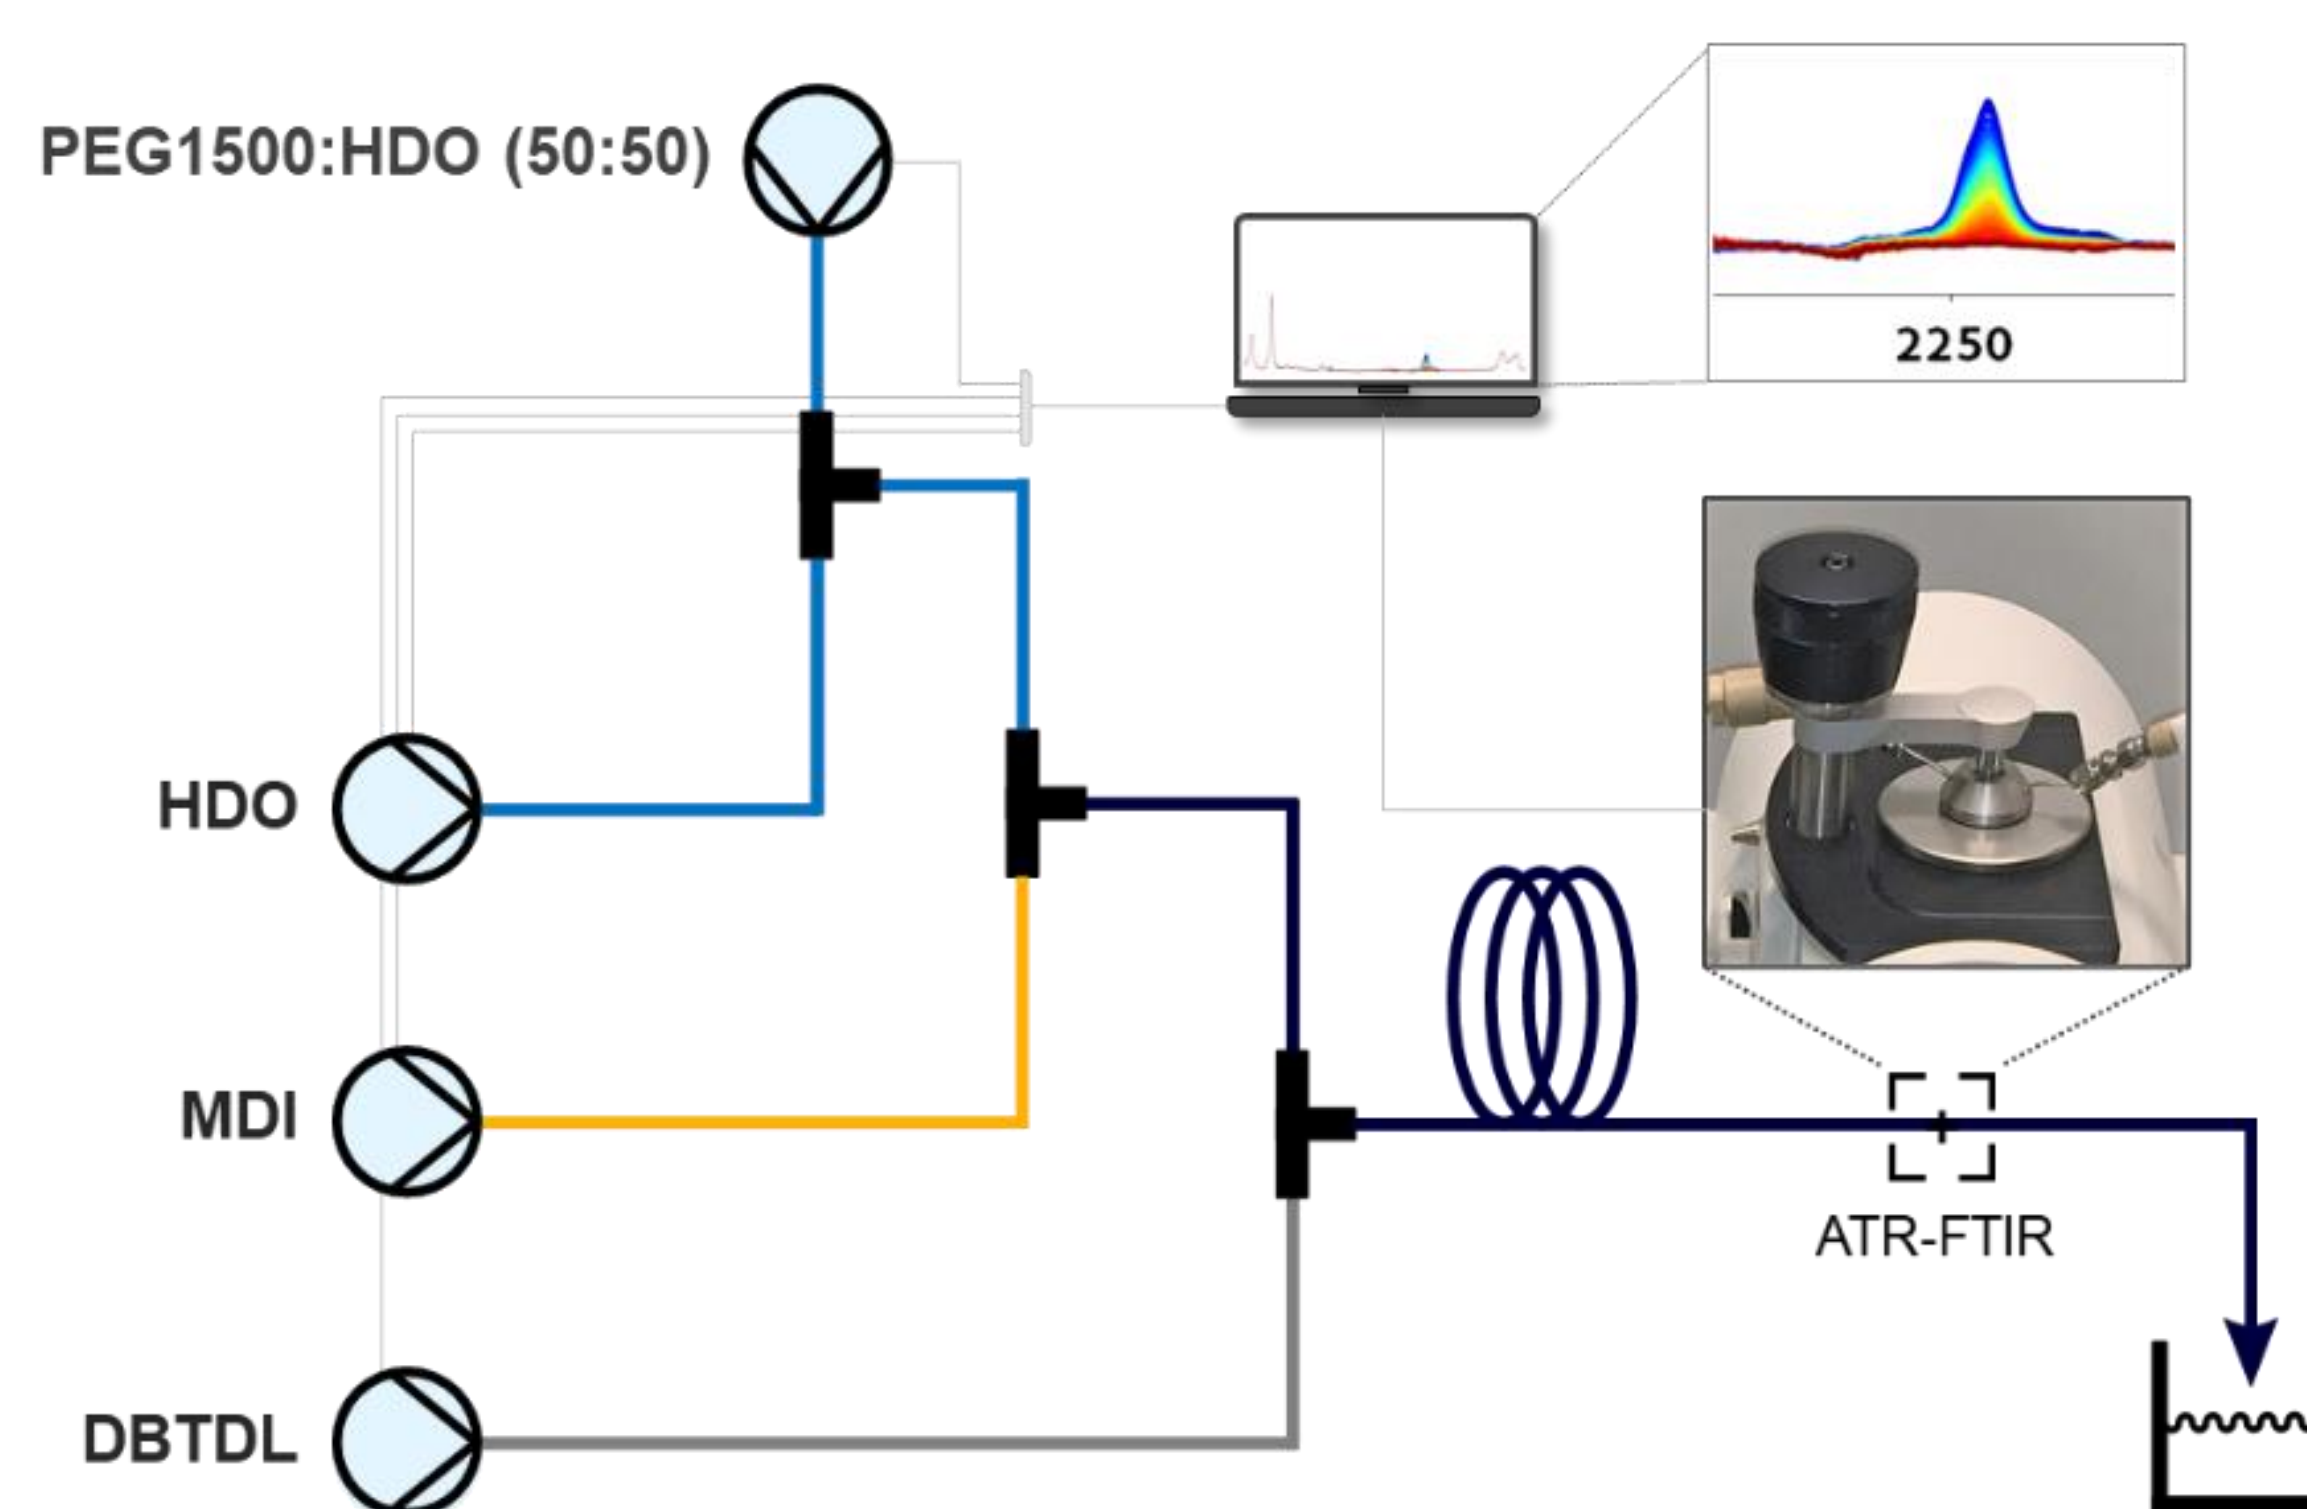 PEG1500:HDO (50:50)
2250
HDO
MDI
ATR-FTIR
DBTDL